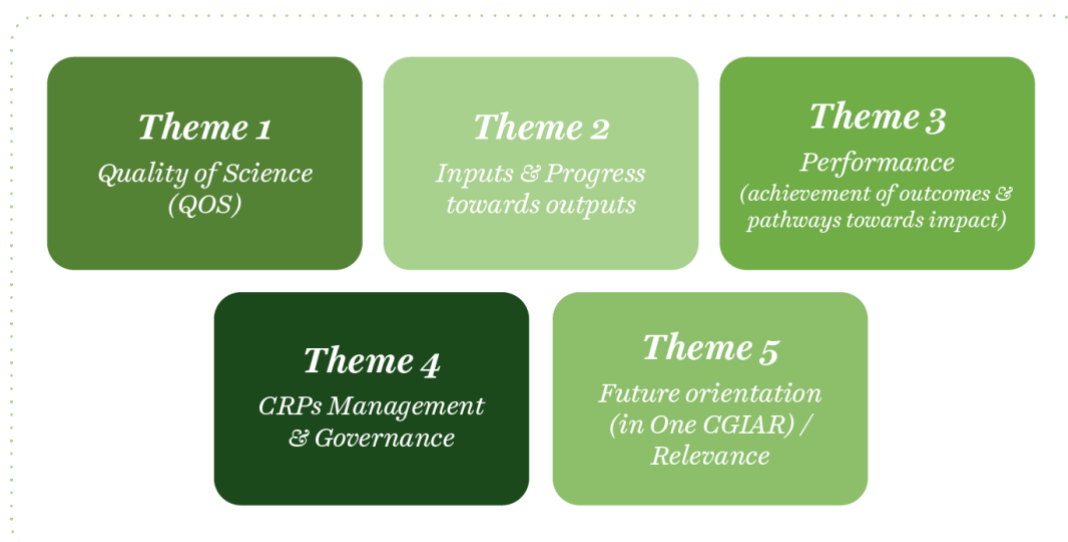 Theme 1
Quality of Science
(QOS)
Theme 2
Inputs & Progress
towards outputs
Theme 3
Performance
(achievement of outcomes &
pathways towards impact)
Theme 4
CRPs Management
& Governance
Theme 5
Future orientation
(in One CGIAR) /
Relevance